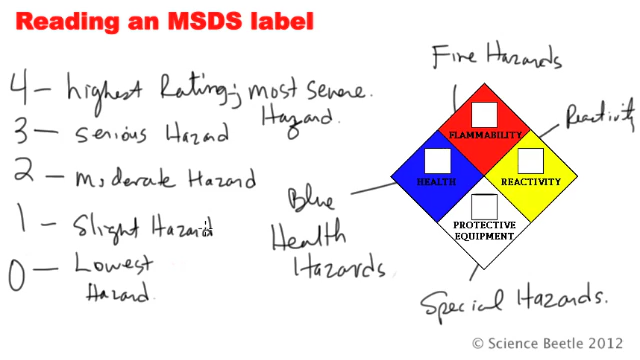 Reading an MSDS label
4 – highest Rating; most severe
Hazard.
3 – serious Hazard
2 – moderate Hazard
1 – Slight Hazard
0 – Lowest
Hazard
Fire Hazards
Reactivity
FLAMMABILITY
HEALTH
REACTIVITY
PROTECTIVE
EQUIPMENT
Blue
Health
Hazards
Special Hazards.
© Science Beetle 2012